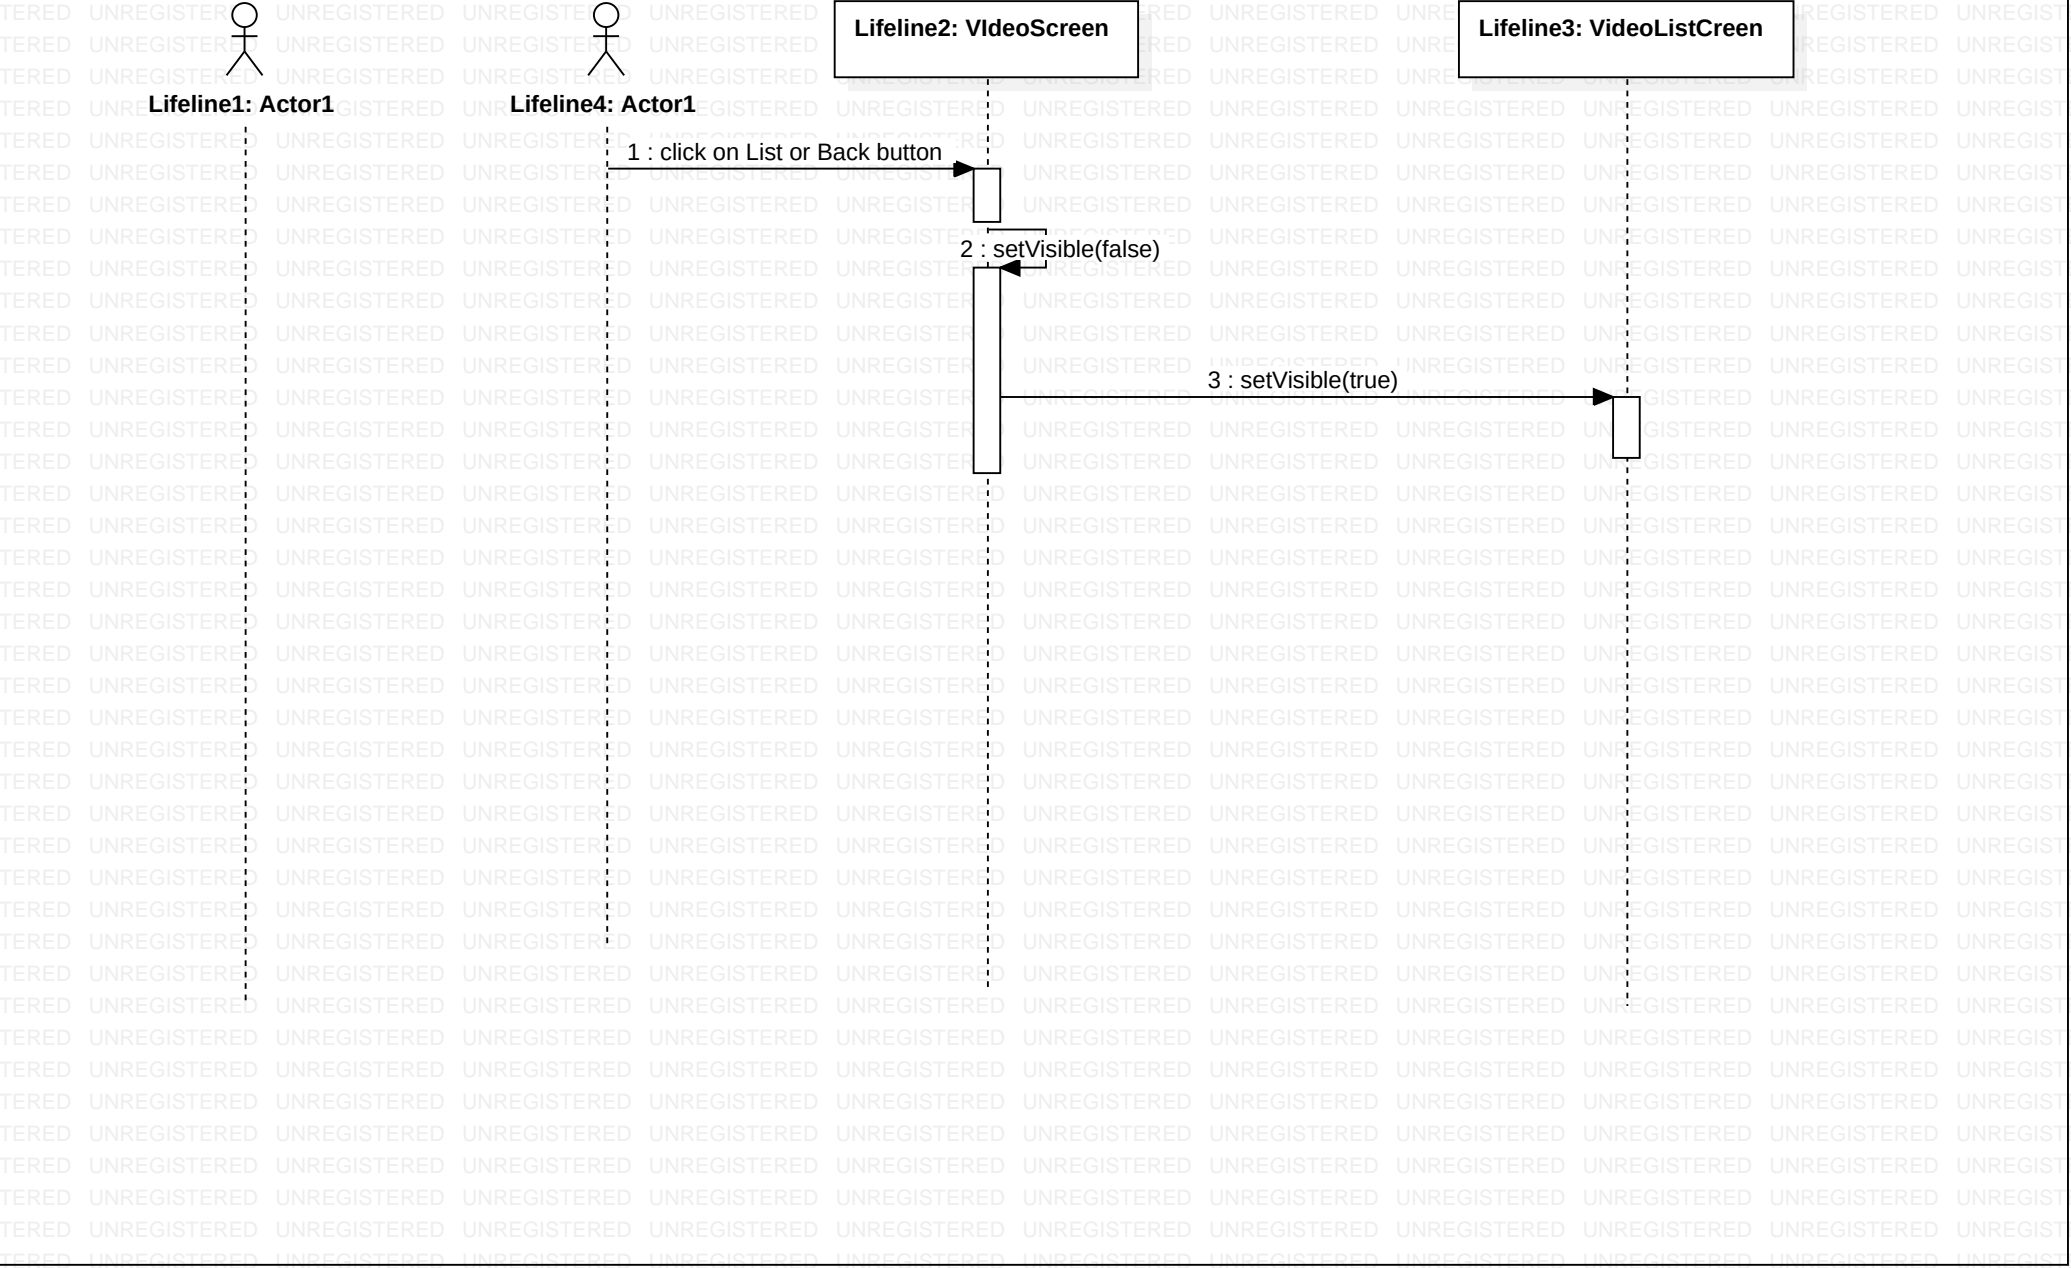 Lifeline1: Actor1
Lifeline4: Actor1
Lifeline2: VIdeoScreen
Lifeline3: VideoListCreen
1 : click on List or Back button
2 : setVisible(false)
3 : setVisible(true)
UNREGISTERED